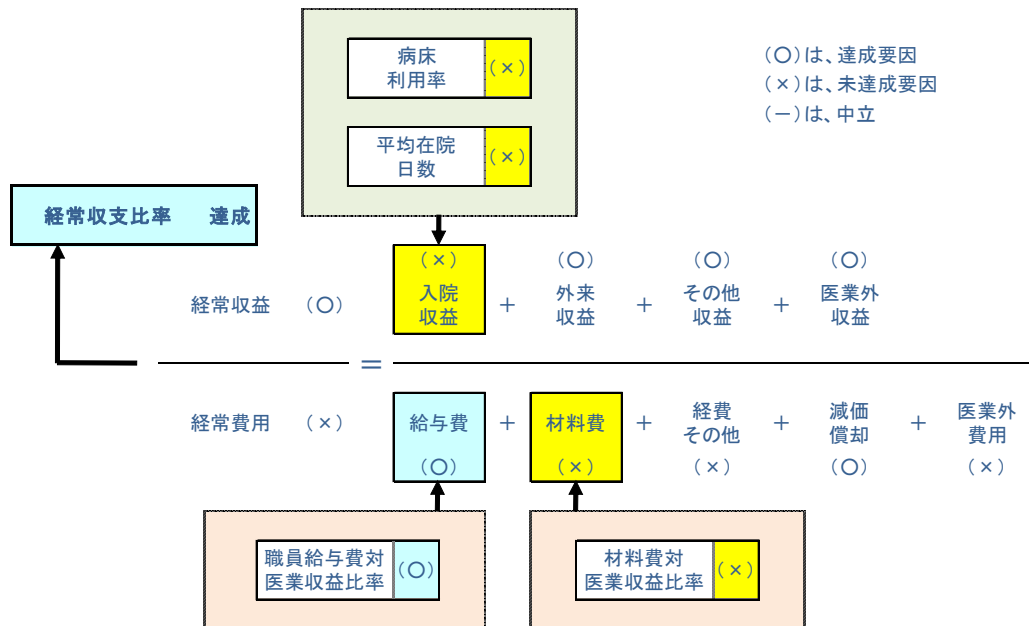 病床
利用率
(×)
平均在院
日数
(×)
(○)は、達成要因
(×)は、未達成要因
(－)は、中立
経常収支比率　達成
経常収益 (○)
(×)
入院
収益
+
(○)
外来
収益
+
(○)
その他
収益
+
(○)
医業外
収益
=
経常費用 (×)
給与費
(○)
+
材料費
(×)
+
経費
その他
(×)
+
減価
償却
(○)
+
医業外
費用
(×)
職員給与費対
医業収益比率
(○)
材料費対
医業収益比率
(×)